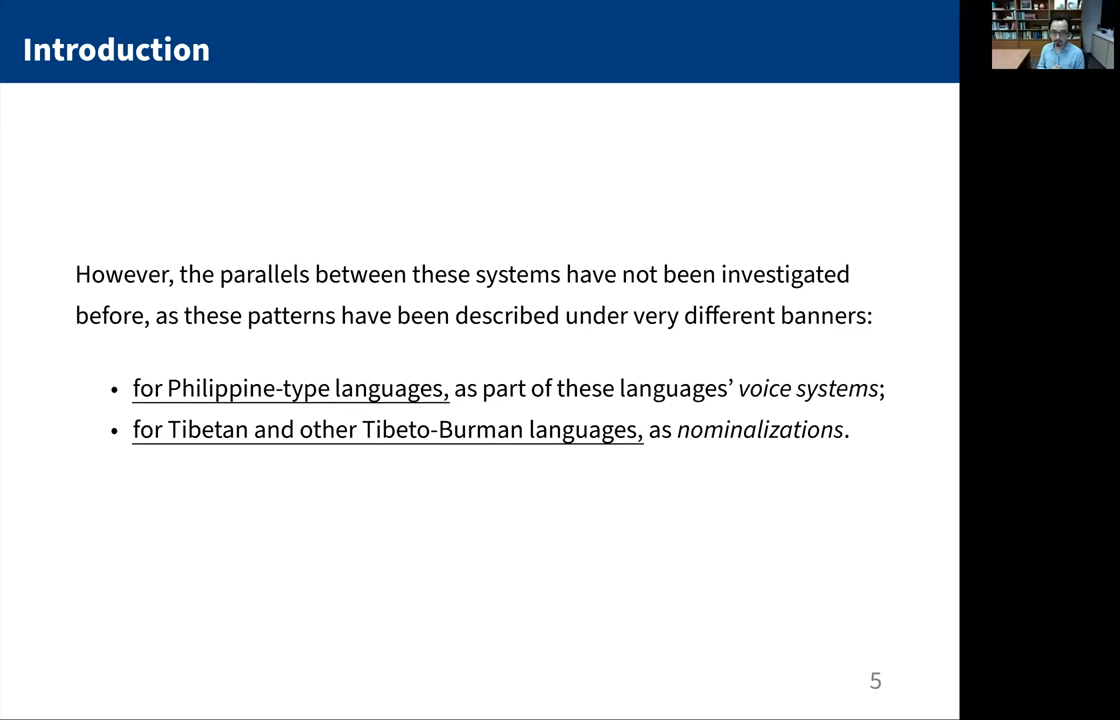 Introduction
However, the parallels between these systems have not been investigated
before, as these patterns have been described under very different banners:
• for Philippine-type languages, as part of these languages’ voice systems;
• for Tibetan and other Tibeto-Burman languages, as nominalizations.
5